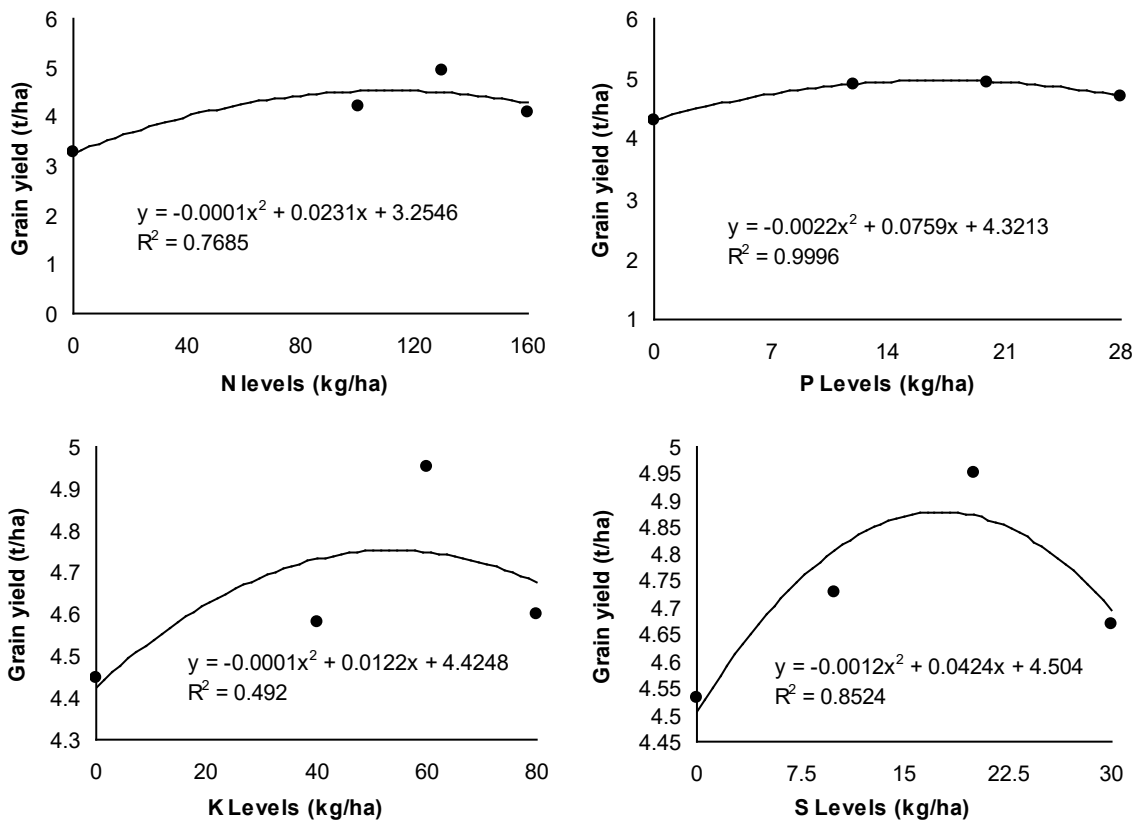 6
5
4
3
2
1
0
Grain yield (t/ha)
y = -0.0001x² + 0.0231x + 3.2546
R² = 0.7685
0 40 80 120 160
N levels (kg/ha)
6
5
4
3
2
1
Grain yield (t/ha)
y = -0.0022x² + 0.0759x + 4.3213
R² = 0.9996
0 7 14 21 28
P Levels (kg/ha)
5
4.9
4.8
4.7
4.6
4.5
4.4
4.3
Grain yield (t/ha)
y = -0.0001x² + 0.0122x + 4.4248
R² = 0.492
0 20 40 60 80
K Levels (kg/ha)
5
4.95
4.9
4.85
4.8
4.75
4.7
4.65
4.6
4.55
4.5
4.45
Grain yield (t/ha)
y = -0.0012x² + 0.0424x + 4.504
R² = 0.8524
0 7.5 15 22.5 30
S Levels (kg/ha)